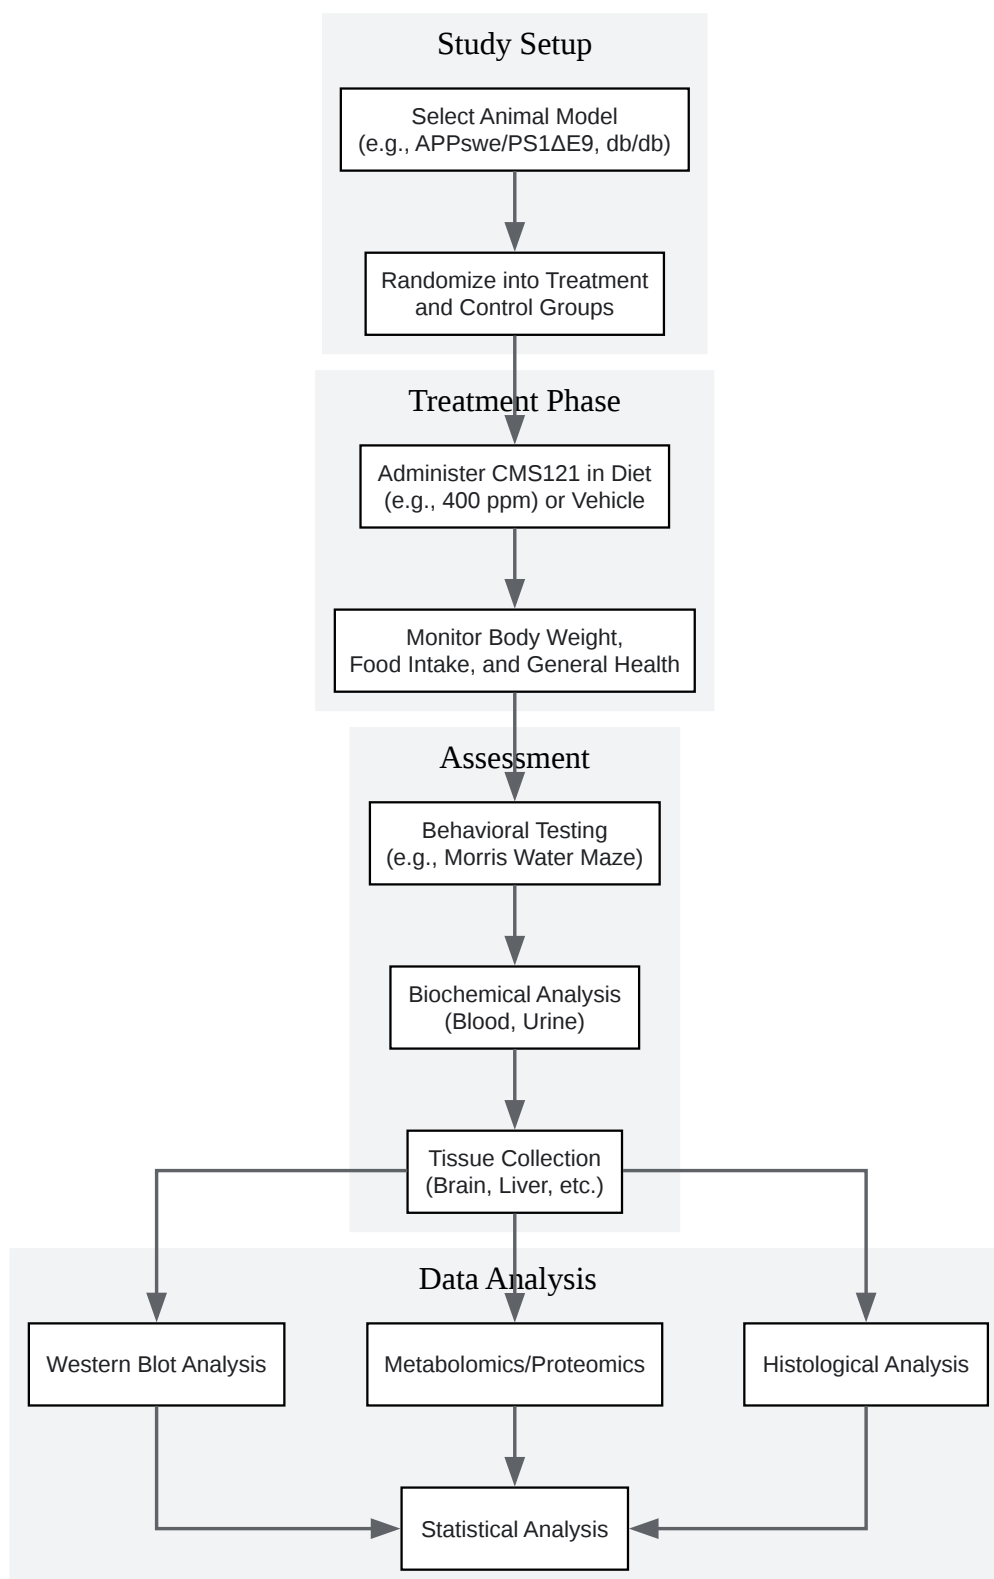 Study Setup
Select Animal Model
(e.g., APPswe/PS1ΔE9, db/db)
Randomize into Treatment
and Control Groups
Treatment Phase
Administer CMS121 in Diet
(e.g., 400 ppm) or Vehicle
Monitor Body Weight,
Food Intake, and General Health
Assessment
Behavioral Testing
(e.g., Morris Water Maze)
Biochemical Analysis
(Blood, Urine)
Tissue Collection
(Brain, Liver, etc.)
Data Analysis
Western Blot Analysis
Metabolomics/Proteomics
Histological Analysis
Statistical Analysis